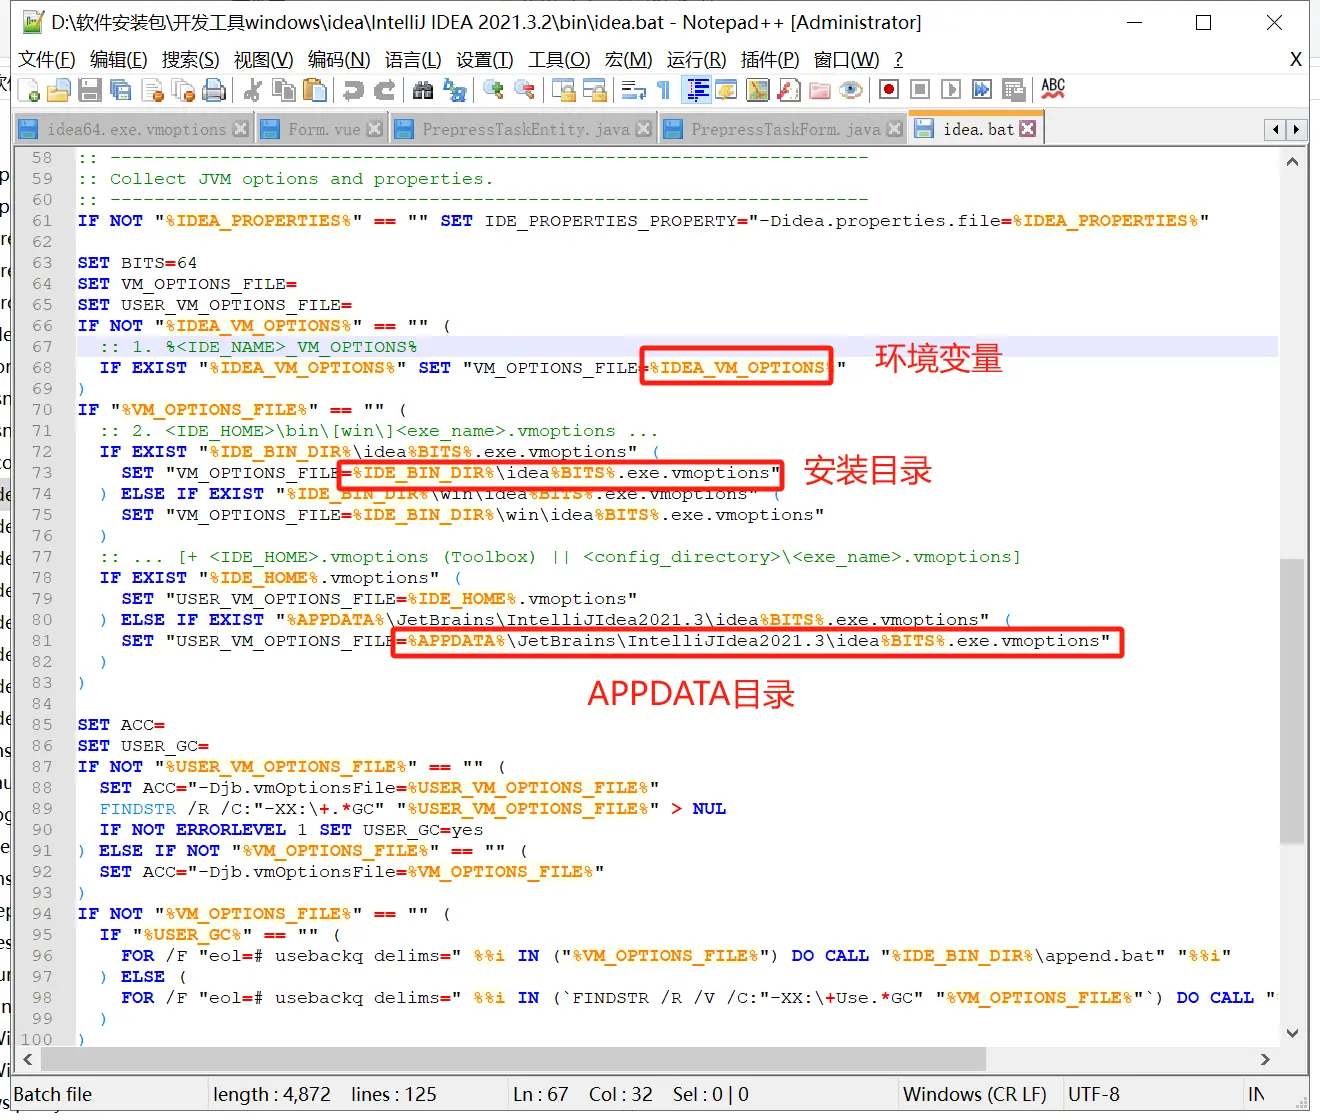 D:\软件安装包\开发工具windows\idea\IntelliJ IDEA 2021.3.2\bin\idea.bat - Notepad++ [Administrator]
文件(F) 编辑(E) 搜索(S) 视图(V) 编码(N) 语言(L) 设置(T) 工具(O) 宏(M) 运行(R) 插件(P) 窗口(W) ? X
ABC
idea64.exe.vmoptions Form.vue PrepressTaskEntity.java PrepressTaskForm.java idea.bat
58 :: ---------------------------------------------------------------------
59 :: Collect JVM options and properties.
60 :: ---------------------------------------------------------------------
61 IF NOT "%IDEA_PROPERTIES%" == "" SET IDE_PROPERTIES_PROPERTY="-Didea.properties.file=%IDEA_PROPERTIES%"
62
63 SET BITS=64
64 SET VM_OPTIONS_FILE=
65 SET USER_VM_OPTIONS_FILE=
66 IF NOT "%IDEA_VM_OPTIONS%" == "" (
67 :: 1. %<IDE_NAME>_VM_OPTIONS%
68 IF EXIST "%IDEA_VM_OPTIONS%" SET "VM_OPTIONS_FILE=%IDEA_VM_OPTIONS%" 环境变量
69 )
70 IF "%VM_OPTIONS_FILE%" == "" (
71 :: 2. <IDE_HOME>\bin\[win\]<exe_name>.vmoptions ...
72 IF EXIST "%IDE_BIN_DIR%\idea%BITS%.exe.vmoptions" (
73 SET "VM_OPTIONS_FILE=%IDE_BIN_DIR%\idea%BITS%.exe.vmoptions" 安装目录
74 ) ELSE IF EXIST "%IDE_BIN_DIR%\win\idea%BITS%.exe.vmoptions" (
75 SET "VM_OPTIONS_FILE=%IDE_BIN_DIR%\win\idea%BITS%.exe.vmoptions"
76 )
77 :: ... [+ <IDE_HOME>.vmoptions (Toolbox) || <config_directory>\<exe_name>.vmoptions]
78 IF EXIST "%IDE_HOME%.vmoptions" (
79 SET "USER_VM_OPTIONS_FILE=%IDE_HOME%.vmoptions"
80 ) ELSE IF EXIST "%APPDATA%\JetBrains\IntelliJIdea2021.3\idea%BITS%.exe.vmoptions" (
81 SET "USER_VM_OPTIONS_FILE=%APPDATA%\JetBrains\IntelliJIdea2021.3\idea%BITS%.exe.vmoptions"
82 )
83 )
APPDATA目录
84
85 SET ACC=
86 SET USER_GC=
87 IF NOT "%USER_VM_OPTIONS_FILE%" == "" (
88 SET ACC="-Djb.vmOptionsFile=%USER_VM_OPTIONS_FILE%"
89 FINDSTR /R /C:"-XX:\+.*GC" "%USER_VM_OPTIONS_FILE%" > NUL
90 IF NOT ERRORLEVEL 1 SET USER_GC=yes
91 ) ELSE IF NOT "%VM_OPTIONS_FILE%" == "" (
92 SET ACC="-Djb.vmOptionsFile=%VM_OPTIONS_FILE%"
93 )
94 IF NOT "%VM_OPTIONS_FILE%" == "" (
95 IF "%USER_GC%" == "" (
96 FOR /F "eol=# usebackq delims=" %%i IN ("%VM_OPTIONS_FILE%") DO CALL "%IDE_BIN_DIR%\append.bat" "%%i"
97 ) ELSE (
98 FOR /F "eol=# usebackq delims=" %%i IN (`FINDSTR /R /V /C:"-XX:\+Use.*GC" "%VM_OPTIONS_FILE%"`) DO CALL "
99 )
100 )
Batch file length : 4,872 lines : 125 Ln : 67 Col : 32 Sel : 0 | 0 Windows (CR LF) UTF-8 IN